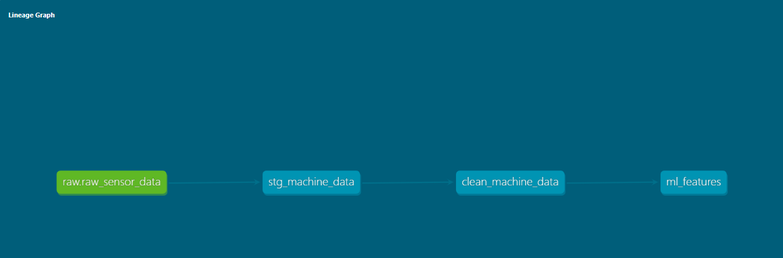 Lineage Graph
raw.raw_sensor_data
stg_machine_data
clean_machine_data
ml_features